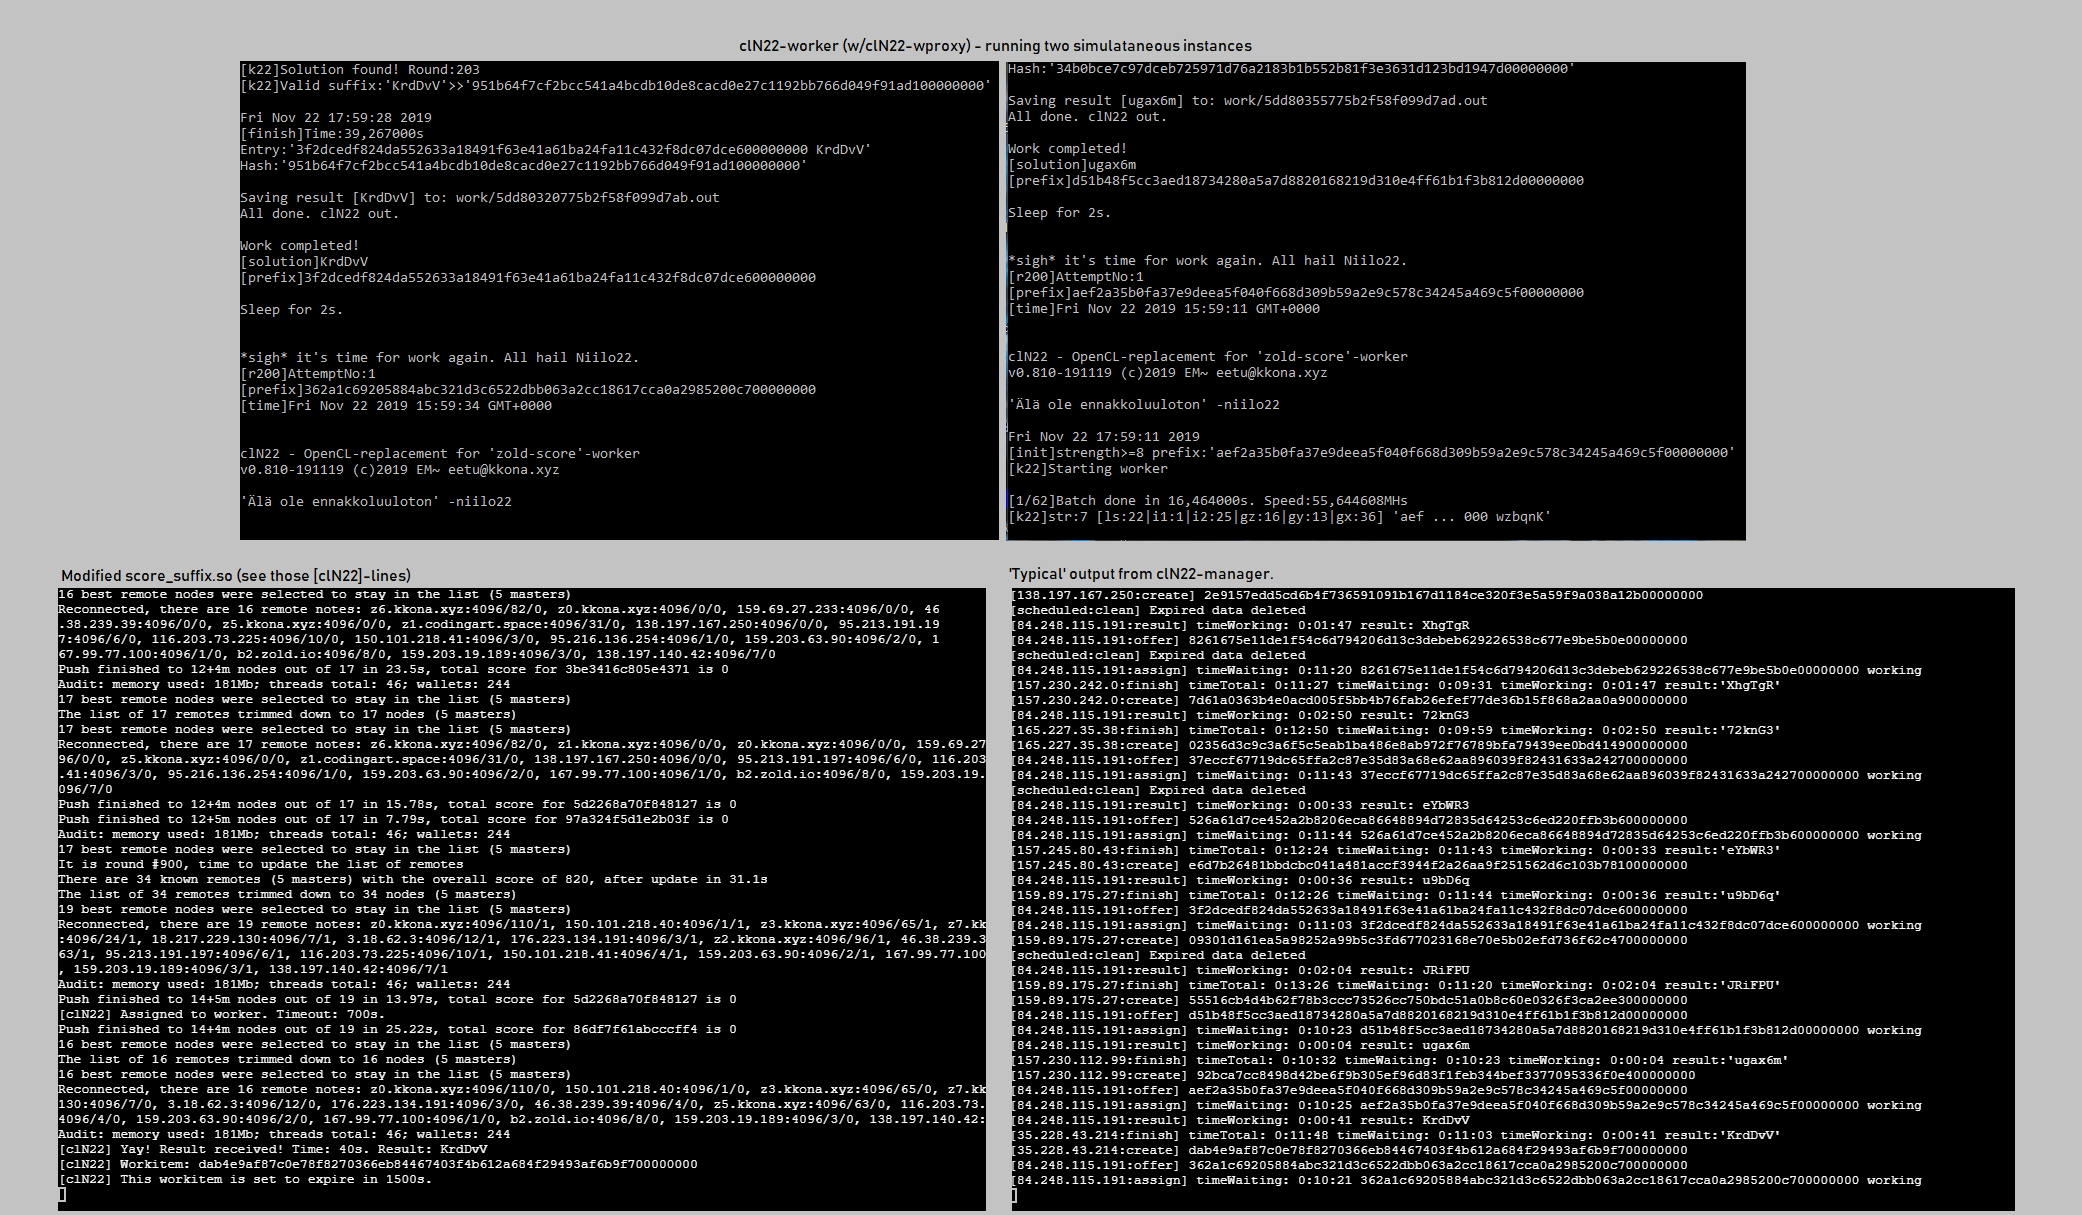 clN22-worker (w/clN22-wproxy) - running two simulataneous instances
[k22]Solution found! Round:203
[k22]Valid suffix:'KrdDvV'>>'951b64f7cf2bcc541a4bcdb10de8cacd0e27c1192bb766d049f91ad100000000'
Fri Nov 22 17:59:28 2019
[finish]Time:39,267000s
Entry:'3f2dcedf824da552633a18491f63e41a61ba24fa11c432f8dc07dce600000000 KrdDvV'
Hash:'951b64f7cf2bcc541a4bcdb10de8cacd0e27c1192bb766d049f91ad100000000'
Saving result [KrdDvV] to: work/5dd80320775b2f58f099d7ab.out
All done. clN22 out.
Work completed!
[solution]KrdDvV
[prefix]3f2dcedf824da552633a18491f63e41a61ba24fa11c432f8dc07dce600000000
Sleep for 2s.
*sigh* it's time for work again. All hail Niilo22.
[r200]AttemptNo:1
[prefix]362a1c69205884abc321d3c6522dbb063a2cc18617cca0a2985200c700000000
[time]Fri Nov 22 2019 15:59:34 GMT+0000
clN22 - OpenCL-replacement for 'zold-score'-worker
v0.810-191119 (c)2019 EM~ eetu@kkona.xyz
'Älä ole ennakkoluuloton' -niilo22
Hash:'34b0bce7c97dceb725971d76a2183b1b552b81f3e3631d123bd1947d00000000'
Saving result [ugax6m] to: work/5dd80355775b2f58f099d7ad.out
All done. clN22 out.
Work completed!
[solution]ugax6m
[prefix]d51b48f5cc3aed18734280a5a7d8820168219d310e4ff61b1f3b812d00000000
Sleep for 2s.
*sigh* it's time for work again. All hail Niilo22.
[r200]AttemptNo:1
[prefix]aef2a35b0fa37e9deea5f040f668d309b59a2e9c578c34245a469c5f00000000
[time]Fri Nov 22 2019 15:59:11 GMT+0000
clN22 - OpenCL-replacement for 'zold-score'-worker
v0.810-191119 (c)2019 EM~ eetu@kkona.xyz
'Älä ole ennakkoluuloton' -niilo22
Fri Nov 22 17:59:11 2019
[init]strength>=8 prefix:'aef2a35b0fa37e9deea5f040f668d309b59a2e9c578c34245a469c5f00000000'
[k22]Starting worker
[1/62]Batch done in 16,464000s. Speed:55,644608MHs
[k22]str:7 [ls:22|i1:1|i2:25|gz:16|gy:13|gx:36] 'aef ... 000 wzbqnK'
Modified score_suffix.so (see those [clN22]-lines)
16 best remote nodes were selected to stay in the list (5 masters)
Reconnected, there are 16 remote notes: z6.kkona.xyz:4096/82/0, z0.kkona.xyz:4096/0/0, 159.69.27.233:4096/0/0, 46
.38.239.39:4096/0/0, z5.kkona.xyz:4096/0/0, z1.codingart.space:4096/31/0, 138.197.167.250:4096/0/0, 95.213.191.19
7:4096/6/0, 116.203.73.225:4096/10/0, 150.101.218.41:4096/3/0, 95.216.136.254:4096/1/0, 159.203.63.90:4096/2/0, 1
67.99.77.100:4096/1/0, b2.zold.io:4096/8/0, 159.203.19.189:4096/3/0, 138.197.140.42:4096/7/0
Push finished to 12+4m nodes out of 17 in 23.5s, total score for 3be3416c805e4371 is 0
Audit: memory used: 181Mb; threads total: 46; wallets: 244
17 best remote nodes were selected to stay in the list (5 masters)
The list of 17 remotes trimmed down to 17 nodes (5 masters)
17 best remote nodes were selected to stay in the list (5 masters)
Reconnected, there are 17 remote notes: z6.kkona.xyz:4096/82/0, z1.kkona.xyz:4096/0/0, z0.kkona.xyz:4096/0/0, 159.69.27
96/0/0, z5.kkona.xyz:4096/0/0, z1.codingart.space:4096/31/0, 138.197.167.250:4096/0/0, 95.213.191.197:4096/6/0, 116.203
.41:4096/3/0, 95.216.136.254:4096/1/0, 159.203.63.90:4096/2/0, 167.99.77.100:4096/1/0, b2.zold.io:4096/8/0, 159.203.19.
096/7/0
Push finished to 12+4m nodes out of 17 in 15.78s, total score for 5d2268a70f848127 is 0
Push finished to 12+5m nodes out of 17 in 7.79s, total score for 97a324f5d1e2b03f is 0
Audit: memory used: 181Mb; threads total: 46; wallets: 244
17 best remote nodes were selected to stay in the list (5 masters)
It is round #900, time to update the list of remotes
There are 34 known remotes (5 masters) with the overall score of 820, after update in 31.1s
The list of 34 remotes trimmed down to 34 nodes (5 masters)
19 best remote nodes were selected to stay in the list (5 masters)
Reconnected, there are 19 remote notes: z0.kkona.xyz:4096/110/1, 150.101.218.40:4096/1/1, z3.kkona.xyz:4096/65/1, z7.kk
:4096/24/1, 18.217.229.130:4096/7/1, 3.18.62.3:4096/12/1, 176.223.134.191:4096/3/1, z2.kkona.xyz:4096/96/1, 46.38.239.3
63/1, 95.213.191.197:4096/6/1, 116.203.73.225:4096/10/1, 150.101.218.41:4096/4/1, 159.203.63.90:4096/2/1, 167.99.77.100
, 159.203.19.189:4096/3/1, 138.197.140.42:4096/7/1
Audit: memory used: 181Mb; threads total: 46; wallets: 244
Push finished to 14+5m nodes out of 19 in 13.97s, total score for 5d2268a70f848127 is 0
[clN22] Assigned to worker. Timeout: 700s.
Push finished to 14+4m nodes out of 19 in 25.22s, total score for 86df7f61abcccff4 is 0
16 best remote nodes were selected to stay in the list (5 masters)
The list of 16 remotes trimmed down to 16 nodes (5 masters)
16 best remote nodes were selected to stay in the list (5 masters)
Reconnected, there are 16 remote notes: z0.kkona.xyz:4096/110/0, 150.101.218.40:4096/1/0, z3.kkona.xyz:4096/65/0, z7.kk
130:4096/7/0, 3.18.62.3:4096/12/0, 176.223.134.191:4096/3/0, 46.38.239.39:4096/4/0, z5.kkona.xyz:4096/63/0, 116.203.73.
4096/4/0, 159.203.63.90:4096/2/0, 167.99.77.100:4096/1/0, b2.zold.io:4096/8/0, 159.203.19.189:4096/3/0, 138.197.140.42:
Audit: memory used: 181Mb; threads total: 46; wallets: 244
[clN22] Yay! Result received! Time: 40s. Result: KrdDvV
[clN22] Workitem: dab4e9af87c0e78f8270366eb84467403f4b612a684f29493af6b9f700000000
[clN22] This workitem is set to expire in 1500s.
'Typical' output from clN22-manager.
[138.197.167.250:create] 2e9157edd5cd6b4f736591091b167d1184ce320f3e5a59f9a038a12b00000000
[scheduled:clean] Expired data deleted
[84.248.115.191:result] timeWorking: 0:01:47 result: XhgTgR
[84.248.115.191:offer] 8261675e11de1f54c6d794206d13c3debeb629226538c677e9be5b0e00000000
[scheduled:clean] Expired data deleted
[84.248.115.191:assign] timeWaiting: 0:11:20 8261675e11de1f54c6d794206d13c3debeb629226538c677e9be5b0e00000000 working
[157.230.242.0:finish] timeTotal: 0:11:27 timeWaiting: 0:09:31 timeWorking: 0:01:47 result:'XhgTgR'
[157.230.242.0:create] 7d61a0363b4e0acd005f5bb4b76fab26efef77de36b15f868a2aa0a900000000
[84.248.115.191:result] timeWorking: 0:02:50 result: 72knG3
[165.227.35.38:finish] timeTotal: 0:12:50 timeWaiting: 0:09:59 timeWorking: 0:02:50 result:'72knG3'
[165.227.35.38:create] 02356d3c9c3a6f5c5eab1ba486e8ab972f76789bfa79439ee0bd414900000000
[84.248.115.191:offer] 37eccf67719dc65ffa2c87e35d83a68e62aa896039f82431633a242700000000
[84.248.115.191:assign] timeWaiting: 0:11:43 37eccf67719dc65ffa2c87e35d83a68e62aa896039f82431633a242700000000 working
[scheduled:clean] Expired data deleted
[84.248.115.191:result] timeWorking: 0:00:33 result: eYbWR3
[84.248.115.191:offer] 526a61d7ce452a2b8206eca86648894d72835d64253c6ed220ffb3b600000000
[84.248.115.191:assign] timeWaiting: 0:11:44 526a61d7ce452a2b8206eca86648894d72835d64253c6ed220ffb3b600000000 working
[157.245.80.43:finish] timeTotal: 0:12:24 timeWaiting: 0:11:43 timeWorking: 0:00:33 result:'eYbWR3'
[157.245.80.43:create] e6d7b26481bbdcbc041a481accf3944f2a26aa9f251562d6c103b78100000000
[84.248.115.191:result] timeWorking: 0:00:36 result: u9bD6q
[159.89.175.27:finish] timeTotal: 0:12:26 timeWaiting: 0:11:44 timeWorking: 0:00:36 result:'u9bD6q'
[84.248.115.191:offer] 3f2dcedf824da552633a18491f63e41a61ba24fa11c432f8dc07dce600000000
[84.248.115.191:assign] timeWaiting: 0:11:03 3f2dcedf824da552633a18491f63e41a61ba24fa11c432f8dc07dce600000000 working
[159.89.175.27:create] 09301d161ea5a98252a99b5c3fd677023168e70e5b02efd736f62c4700000000
[scheduled:clean] Expired data deleted
[84.248.115.191:result] timeWorking: 0:02:04 result: JRiFPU
[159.89.175.27:finish] timeTotal: 0:13:26 timeWaiting: 0:11:20 timeWorking: 0:02:04 result:'JRiFPU'
[159.89.175.27:create] 55516cb4d4b62f78b3ccc73526cc750bdc51a0b8c60e0326f3ca2ee300000000
[84.248.115.191:offer] d51b48f5cc3aed18734280a5a7d8820168219d310e4ff61b1f3b812d00000000
[84.248.115.191:assign] timeWaiting: 0:10:23 d51b48f5cc3aed18734280a5a7d8820168219d310e4ff61b1f3b812d00000000 working
[84.248.115.191:result] timeWorking: 0:00:04 result: ugax6m
[157.230.112.99:finish] timeTotal: 0:10:32 timeWaiting: 0:10:23 timeWorking: 0:00:04 result:'ugax6m'
[157.230.112.99:create] 92bca7cc8498d42be6f9b305ef96d83f1feb344bef3377095336f0e400000000
[84.248.115.191:offer] aef2a35b0fa37e9deea5f040f668d309b59a2e9c578c34245a469c5f00000000
[84.248.115.191:assign] timeWaiting: 0:10:25 aef2a35b0fa37e9deea5f040f668d309b59a2e9c578c34245a469c5f00000000 working
[84.248.115.191:result] timeWorking: 0:00:41 result: KrdDvV
[35.228.43.214:finish] timeTotal: 0:11:48 timeWaiting: 0:11:03 timeWorking: 0:00:41 result:'KrdDvV'
[35.228.43.214:create] dab4e9af87c0e78f8270366eb84467403f4b612a684f29493af6b9f700000000
[84.248.115.191:offer] 362a1c69205884abc321d3c6522dbb063a2cc18617cca0a2985200c700000000
[84.248.115.191:assign] timeWaiting: 0:10:21 362a1c69205884abc321d3c6522dbb063a2cc18617cca0a2985200c700000000 working